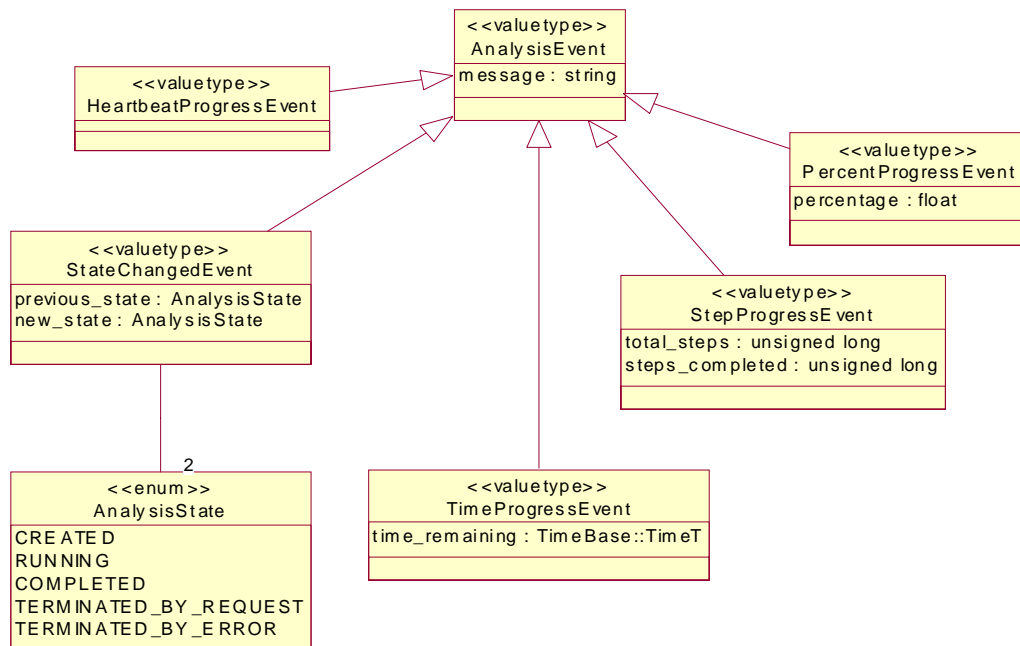 <<valuetype>>
AnalysisEvent
message : string
<<valuetype>>
HeartbeatProgressEvent
<<valuetype>>
PercentProgressEvent
percentage : float
<<valuetype>>
StateChangedEvent
previous_state : AnalysisState
new_state : AnalysisState
<<valuetype>>
StepProgressEvent
total_steps : unsigned long
steps_completed : unsigned long
2
<<enum>>
AnalysisState
CREATED
RUNNING
COMPLETED
TERMINATED_BY_REQUEST
TERMINATED_BY_ERROR
<<valuetype>>
TimeProgressEvent
time_remaining : TimeBase::TimeT